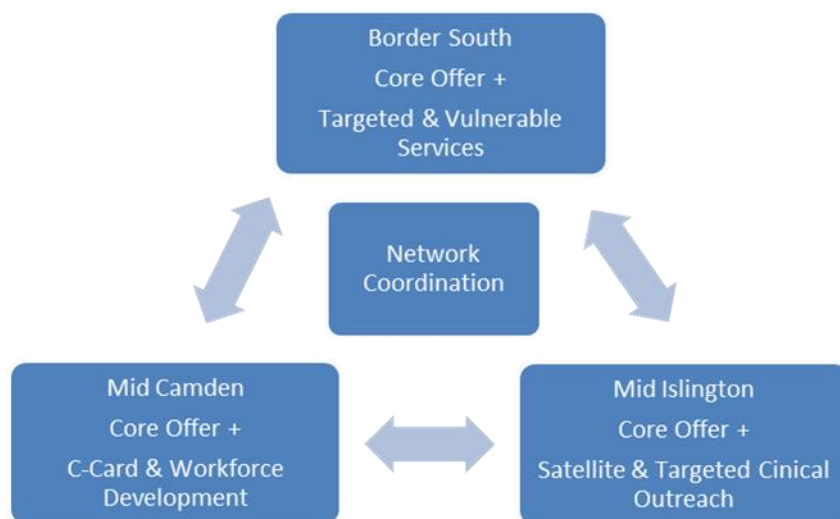 Border South
Core Offer +
Targeted & Vulnerable
Services
Network
Coordination
Mid Camden
Core Offer +
C-Card & Workforce
Development
Mid Islington
Core Offer +
Satellite & Targeted Cinical
Outreach